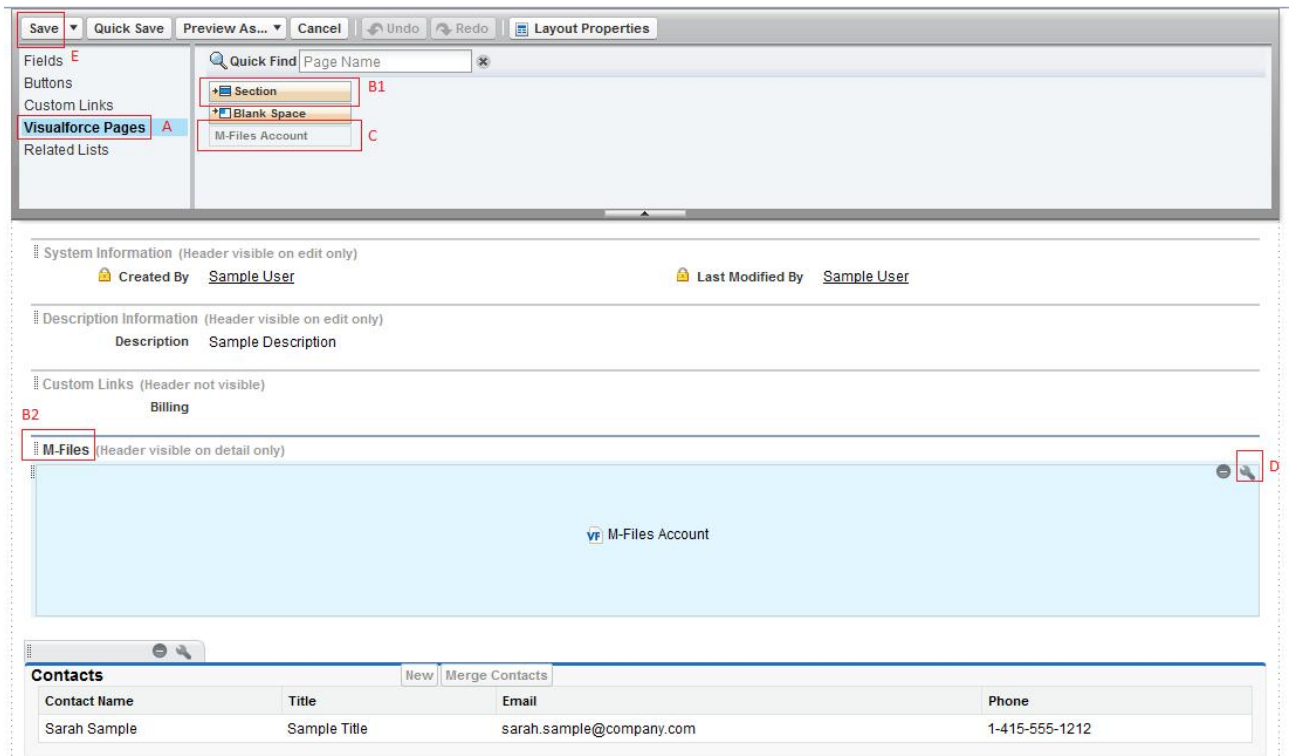 Save Quick Save Preview As... Cancel Undo Redo Layout Properties
Fields E
Quick Find Page Name
Buttons
Section B1
Custom Links
Blank Space
Visualforce Pages A
M-Files Account C
Related Lists
System Information (Header visible on edit only)
Created By Sample User Last Modified By Sample User
Description Information (Header visible on edit only)
Description Sample Description
Custom Links (Header not visible)
Billing
B2
M-Files (Header visible on detail only)
D
VF M-Files Account
Contacts New Merge Contacts
Contact Name Title Email Phone
Sarah Sample Sample Title sarah.sample@company.com 1-415-555-1212